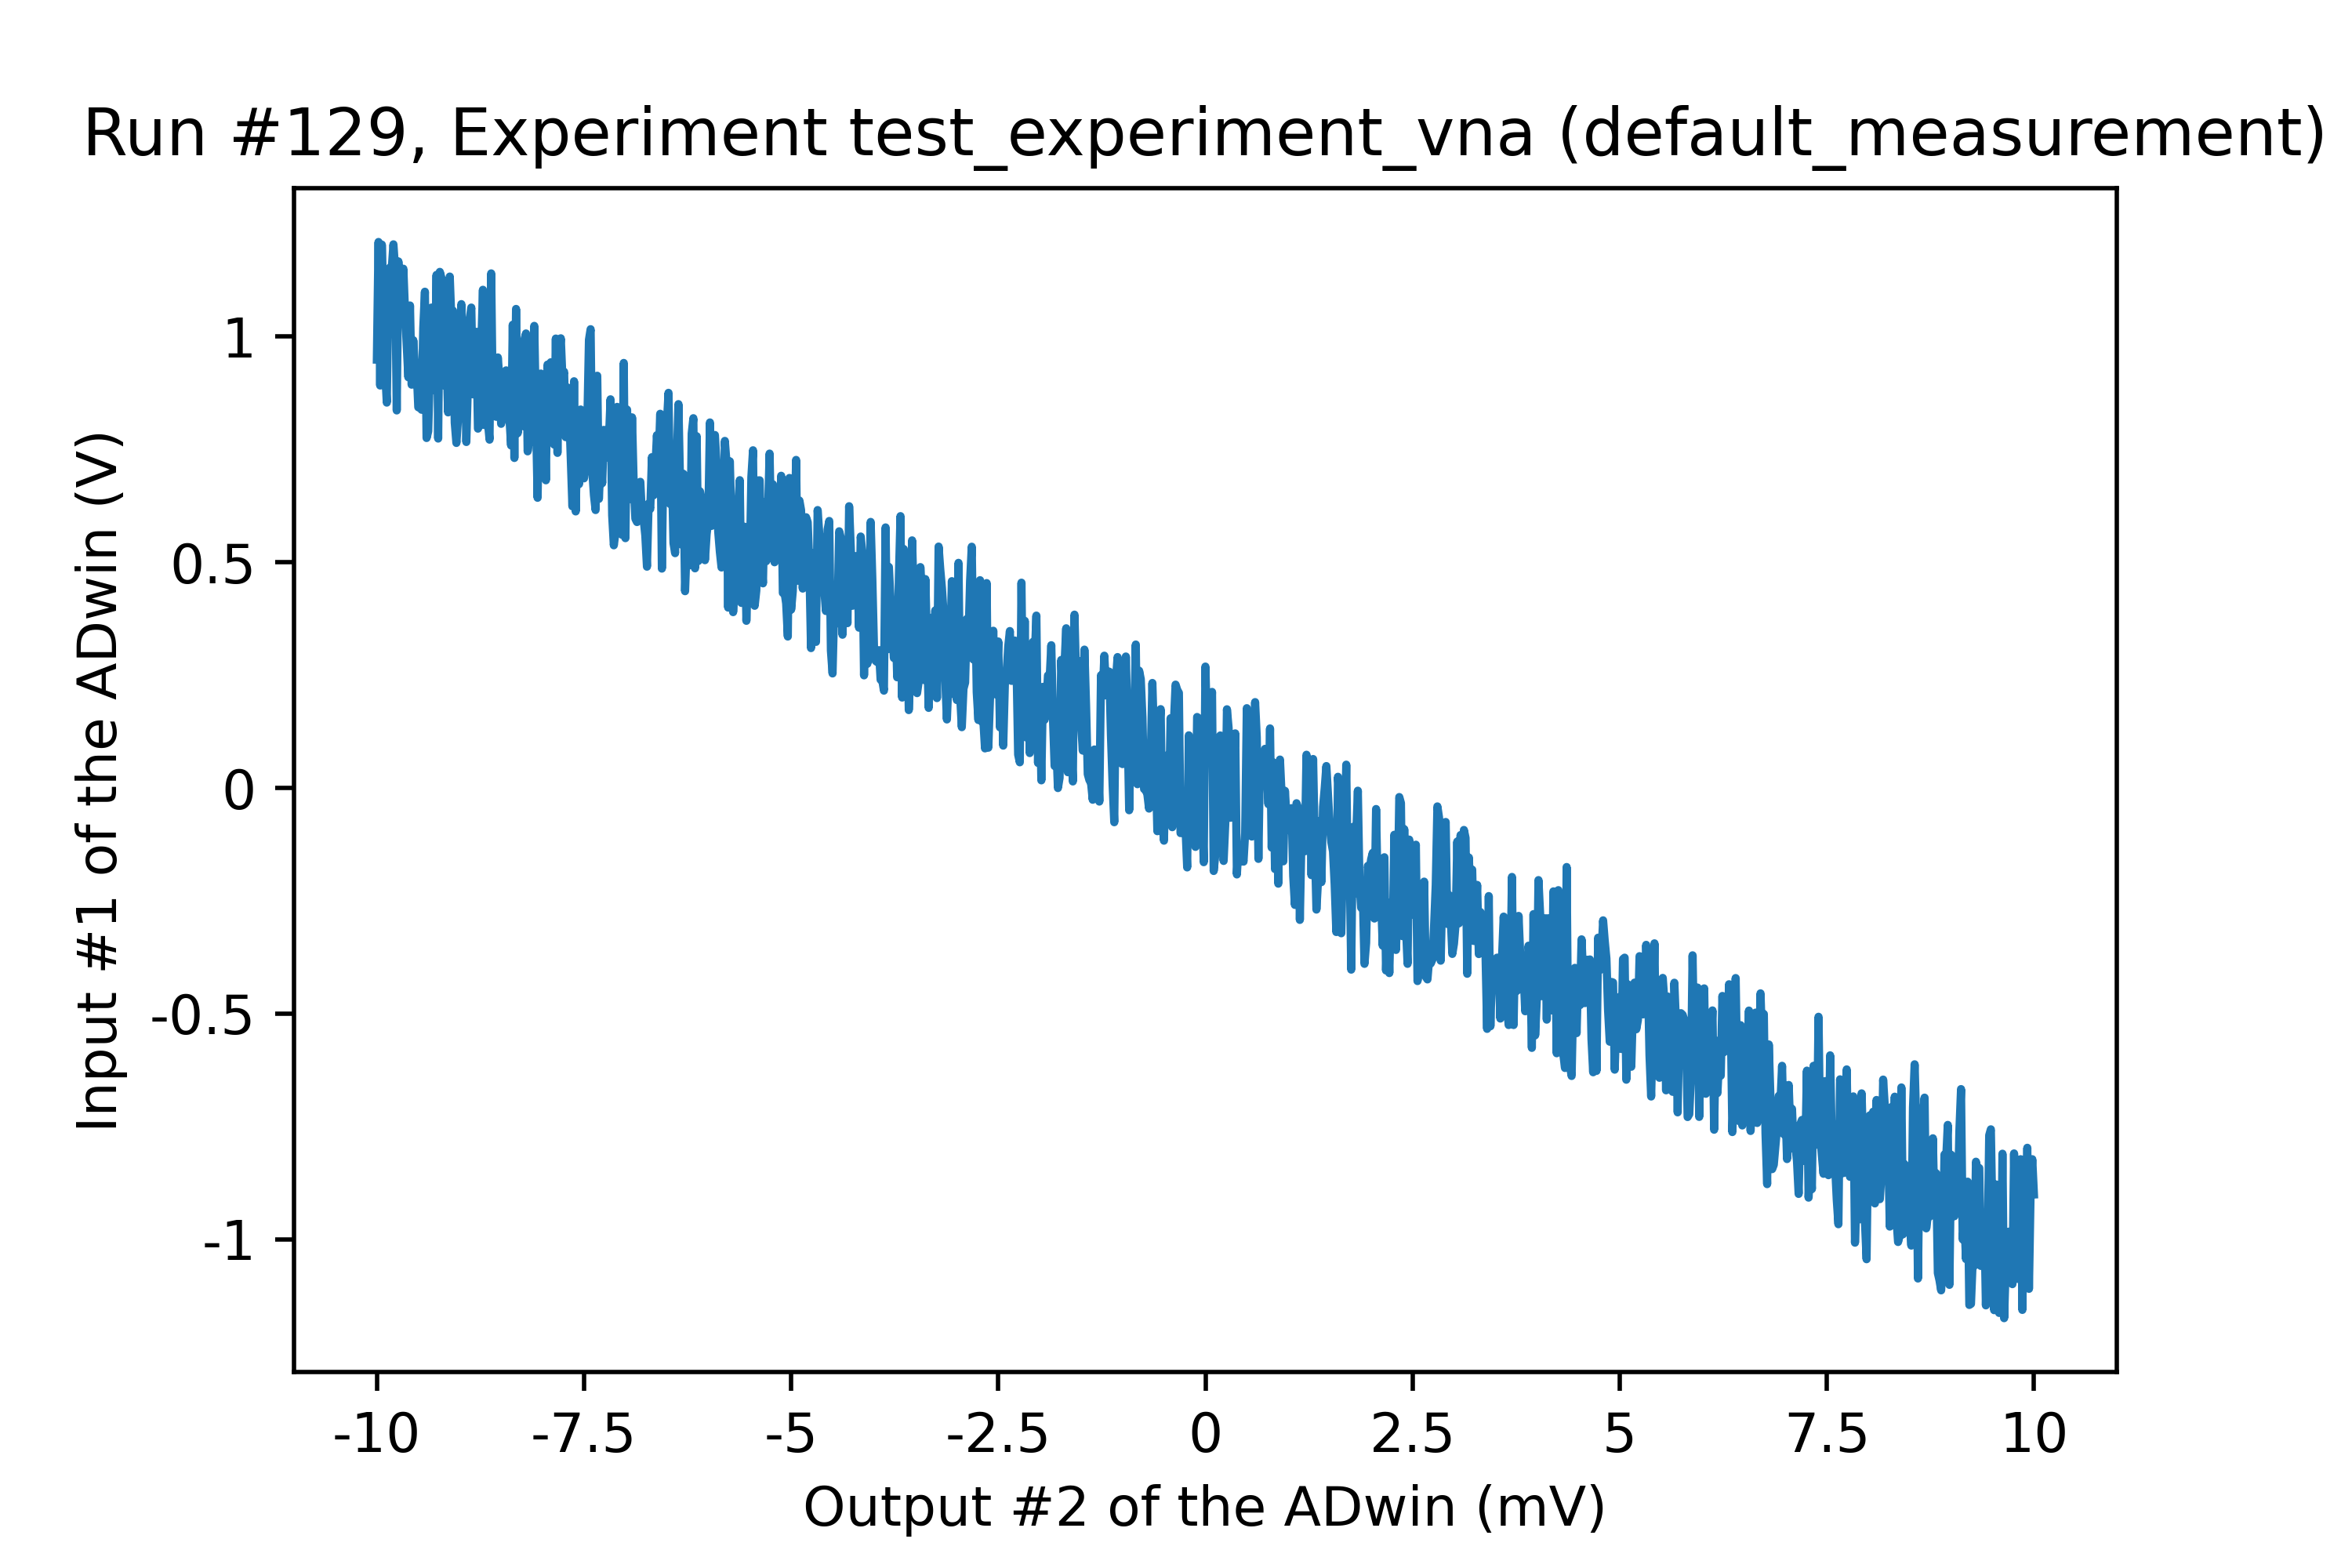 Run #129, Experiment test_experiment_vna (default_measurement)
Input #1 of the ADwin (V)
1
0.5
0
-0.5
-1
-10 -7.5 -5 -2.5 0 2.5 5 7.5 10
Output #2 of the ADwin (mV)